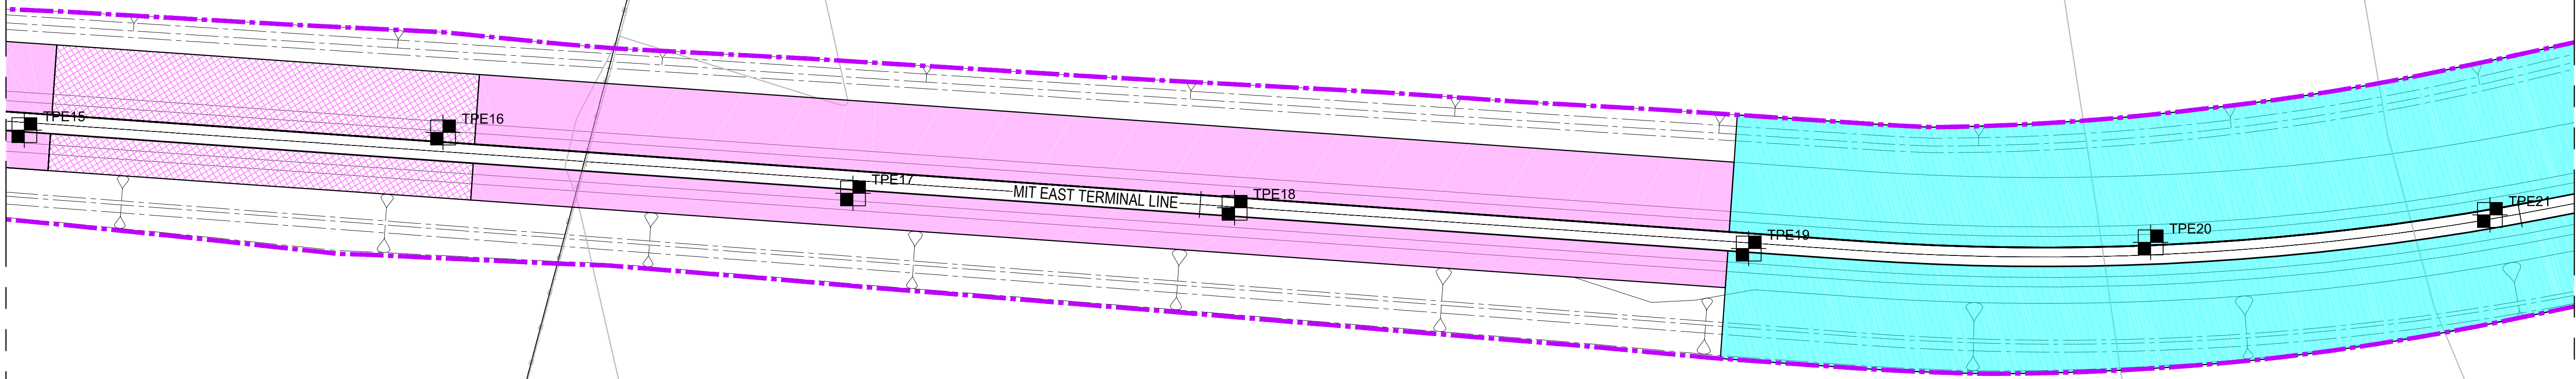 TPE15
TPE16
TPE17
MIT EAST TERMINAL LINE
TPE18
TPE19
TPE20
TPE21